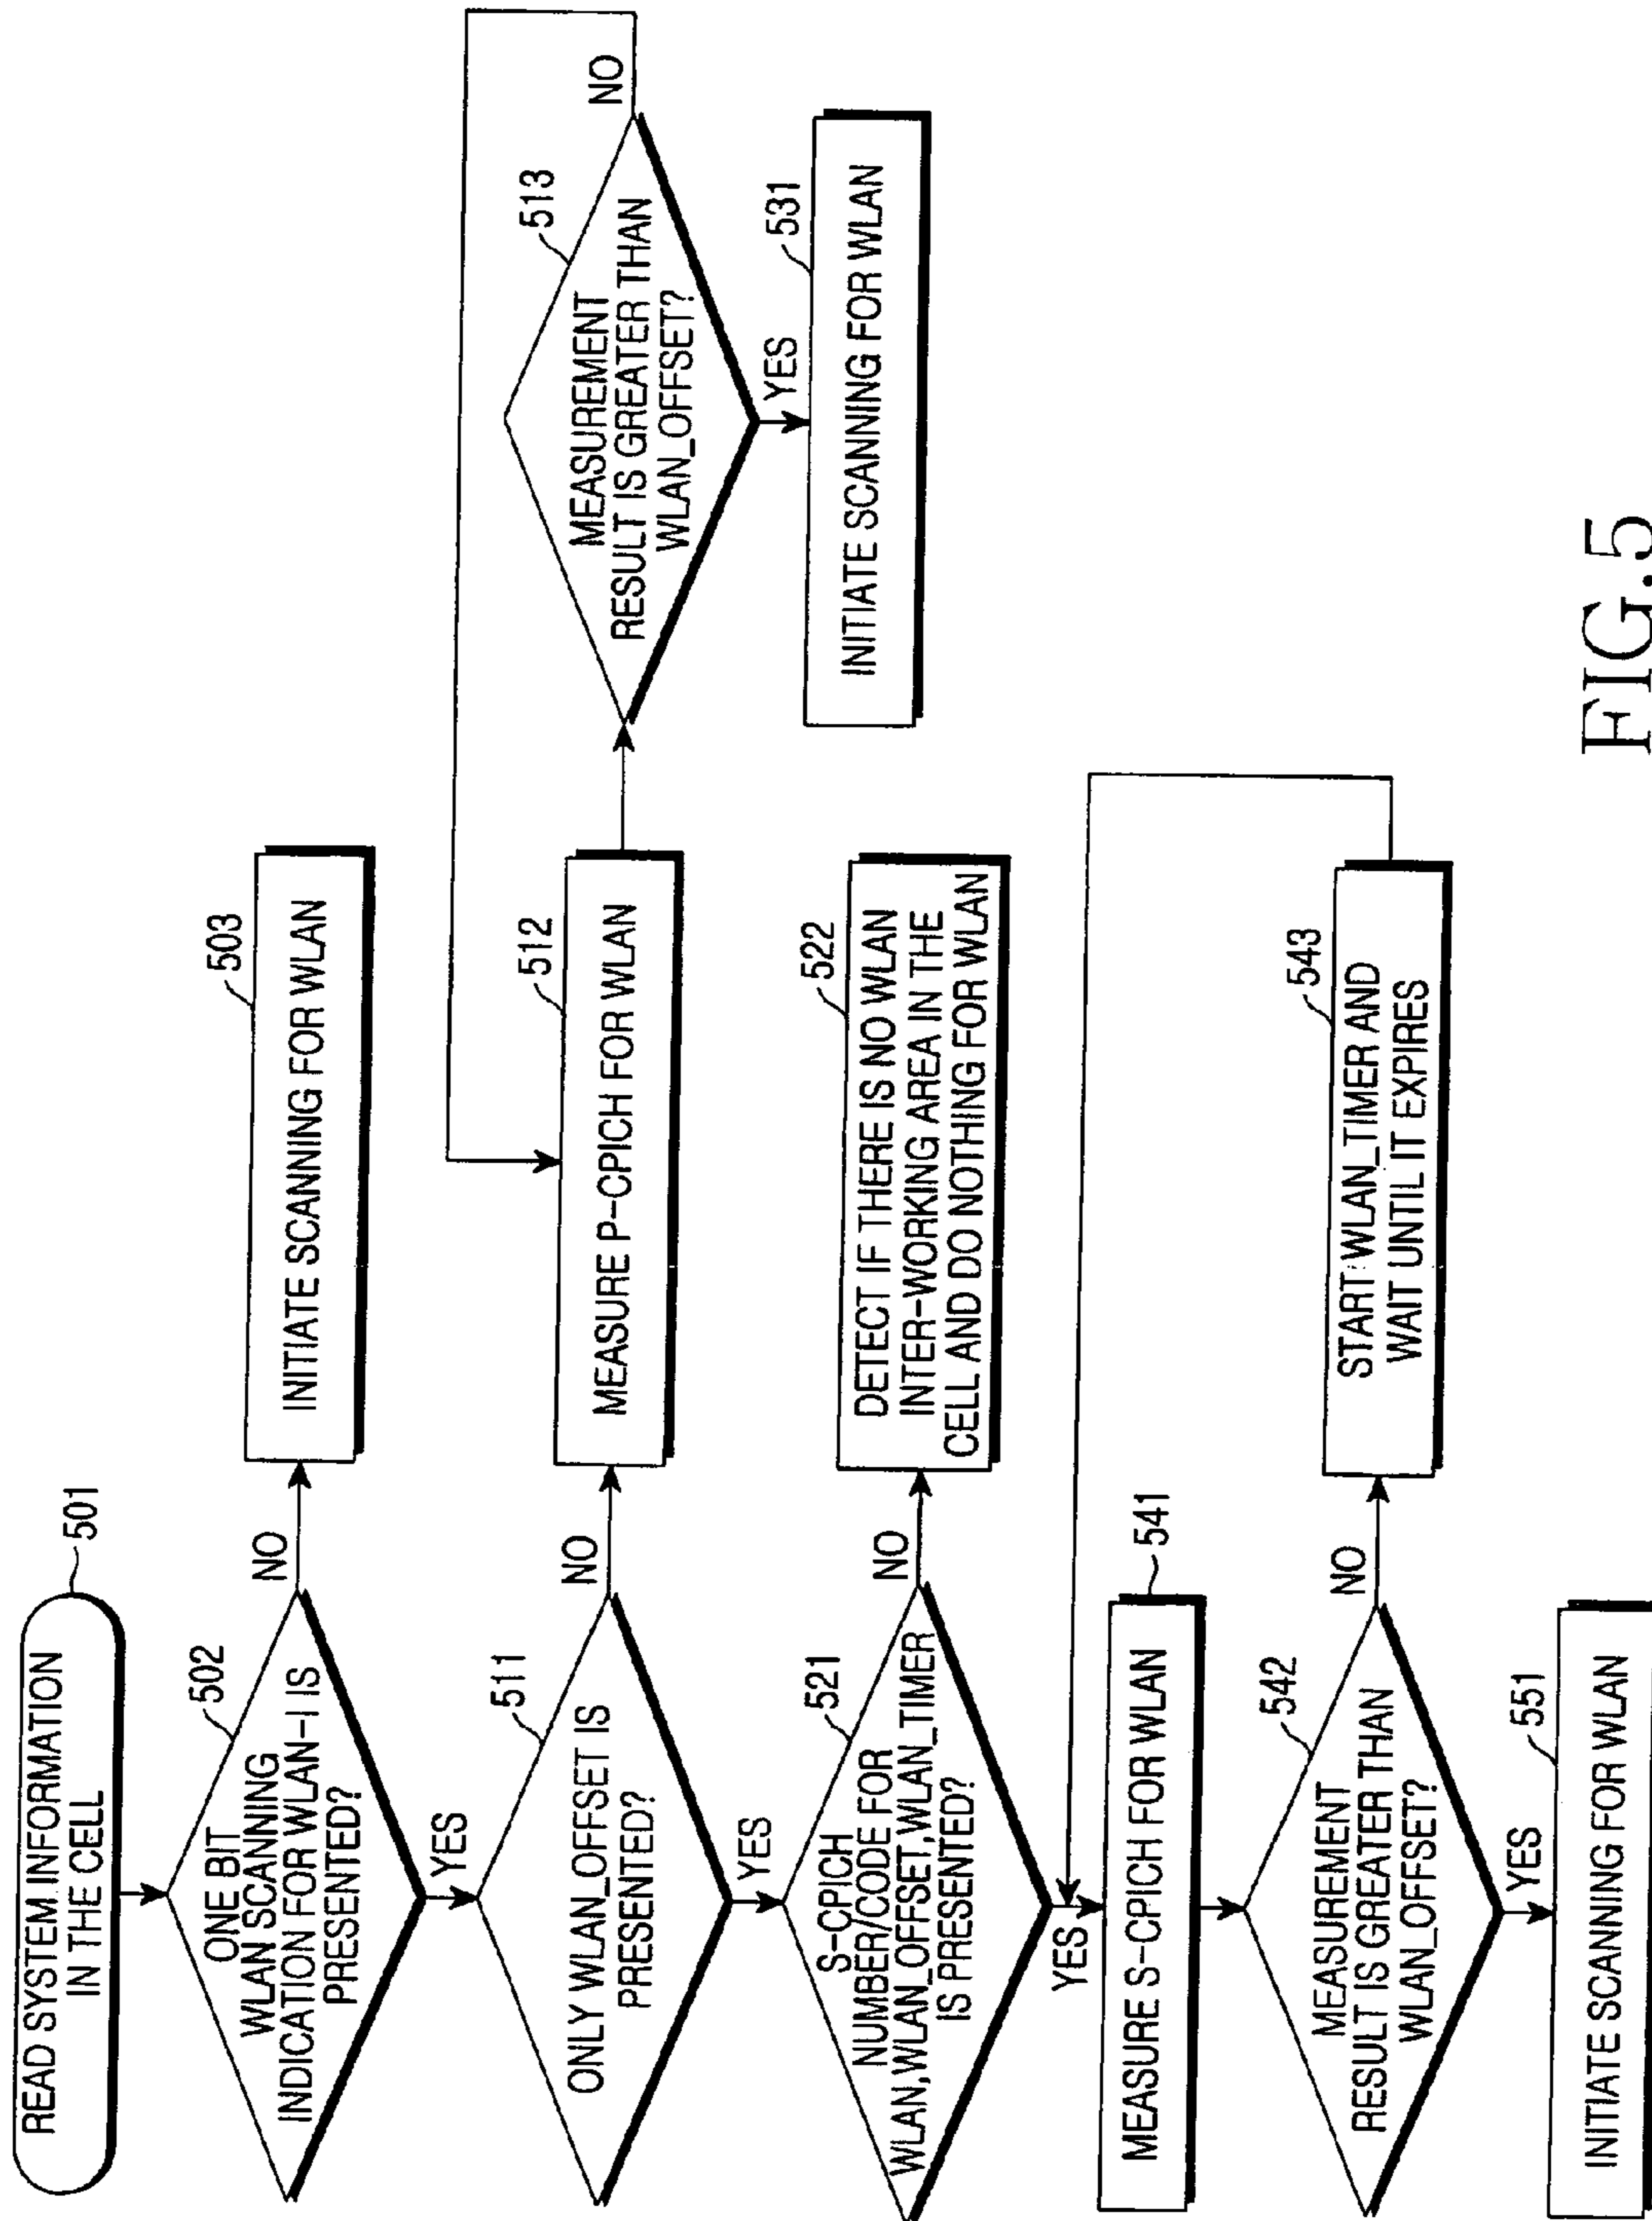 READ SYSTEM INFORMATION
IN THE CELL
501
ONE BIT
WLAN SCANNING
INDICATION FOR WLAN-I IS
PRESENTED?
502
NO
YES
INITIATE SCANNING FOR WLAN
503
ONLY WLAN_OFFSET IS
PRESENTED?
511
NO
YES
MEASURE P-CPICH FOR WLAN
512
MEASUREMENT
RESULT IS GREATER THAN
WLAN_OFFSET?
513
NO
YES
INITIATE SCANNING FOR WLAN
531
S-CPICH
NUMBER/CODE FOR
WLAN,WLAN_OFFSET,WLAN_TIMER
IS PRESENTED?
521
NO
YES
DETECT IF THERE IS NO WLAN
INTER-WORKING AREA IN THE
CELL AND DO NOTHING FOR WLAN
522
MEASURE S-CPICH FOR WLAN
541
MEASUREMENT
RESULT IS GREATER THAN
WLAN_OFFSET?
542
NO
YES
START WLAN_TIMER AND
WAIT UNTIL IT EXPIRES
543
INITIATE SCANNING FOR WLAN
551
FIG.5